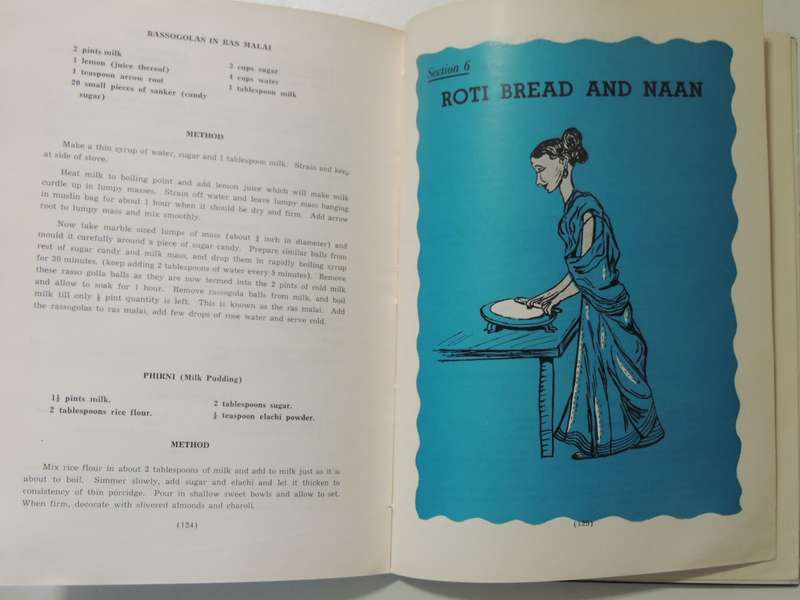 RASSOGOLAS IN RAS MALAI
2 pints milk
1 lemon (juice thereof)
1 teaspoon arrow root
20 small pieces of sanker (candy
sugar)
2 cups sugar
4 cups water
1 tablespoon milk
METHOD
Make a thin syrup of water, sugar and 1 tablespoon milk. Strain and keep
at side of stove.
Heat milk to boiling point and add lemon juice which will make milk
curdle up in lumpy masses. Strain off water and leave lumpy mass hanging
in muslin bag for about 1 hour when it should be dry and firm. Add arrow
root to lumpy mass and mix smoothly.
Now take marble sized lumps of mass (about inch in diameter) and
mould it carefully around a piece of sugar candy. Prepare similar balls from
rest of sugar candy and milk mass, and drop them in rapidly boiling syrup
for 20 minutes. (keep adding 2 tablespoons of water every 5 minutes). Remove
these rasso golla balls as they are now termed into the 2 pints of cold milk
and allow to soak for 1 hour. Remove rassogola balls from milk, and boil
milk till only ½ pint quantity is left. This is known as the ras malai. Add
the rassogolas to ras malai, add few drops of rose water and serve cold.
PHIRNI (Milk Pudding)
1½ pints milk.
2 tablespoons rice flour.
2 tablespoons sugar.
½ teaspoon elachi powder.
METHOD
Mix rice flour in about 2 tablespoons of milk and add to milk just as it is
about to boil. Simmer slowly, add sugar and elachi and let it thicken to
consistency of thin porridge. Pour in shallow sweet bowls and allow to set.
When firm, decorate with slivered almonds and charoli.
(124)
Section 6
ROTI BREAD AND NAAN
(125)